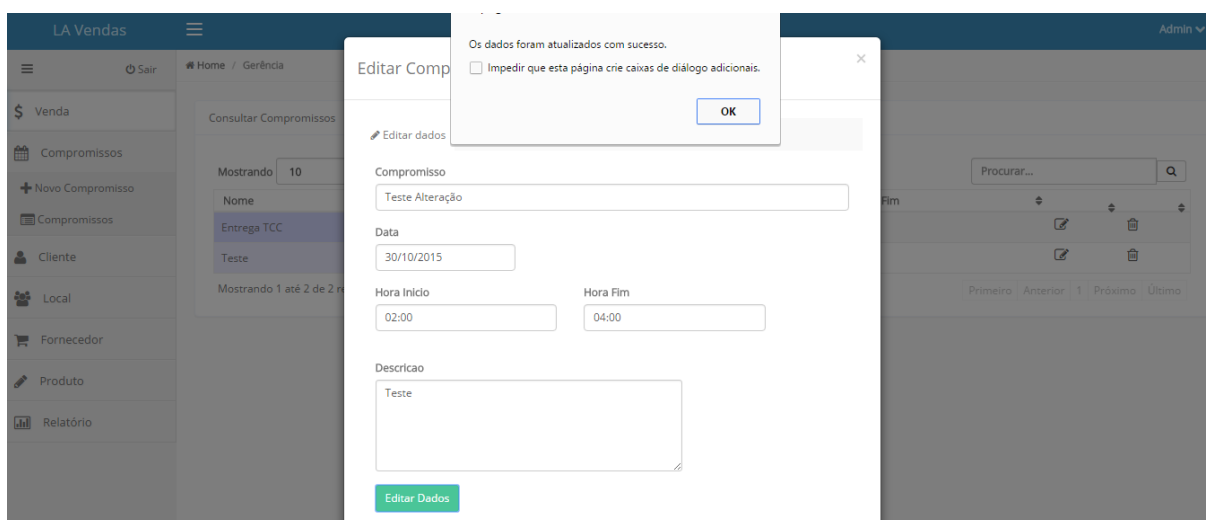 LA Vendas
Admin
Sair
Home / Gerência
Os dados foram atualizados com sucesso.
Impedir que esta página crie caixas de diálogo adicionais.
OK
Editar Comp
×
$ Venda
Compromissos
Novo Compromisso
Compromissos
Cliente
Local
Fornecedor
Produto
Relatório
Consultar Compromissos
Mostrando 10
Procurar...
Nome
Fim
Entrega TCC
Teste
Mostrando 1 até 2 de 2 re
Primeiro Anterior 1 Próximo Último
Editar dados
Compromisso
Teste Alteração
Data
30/10/2015
Hora Inicio Hora Fim
02:00 04:00
Descricao
Teste
Editar Dados